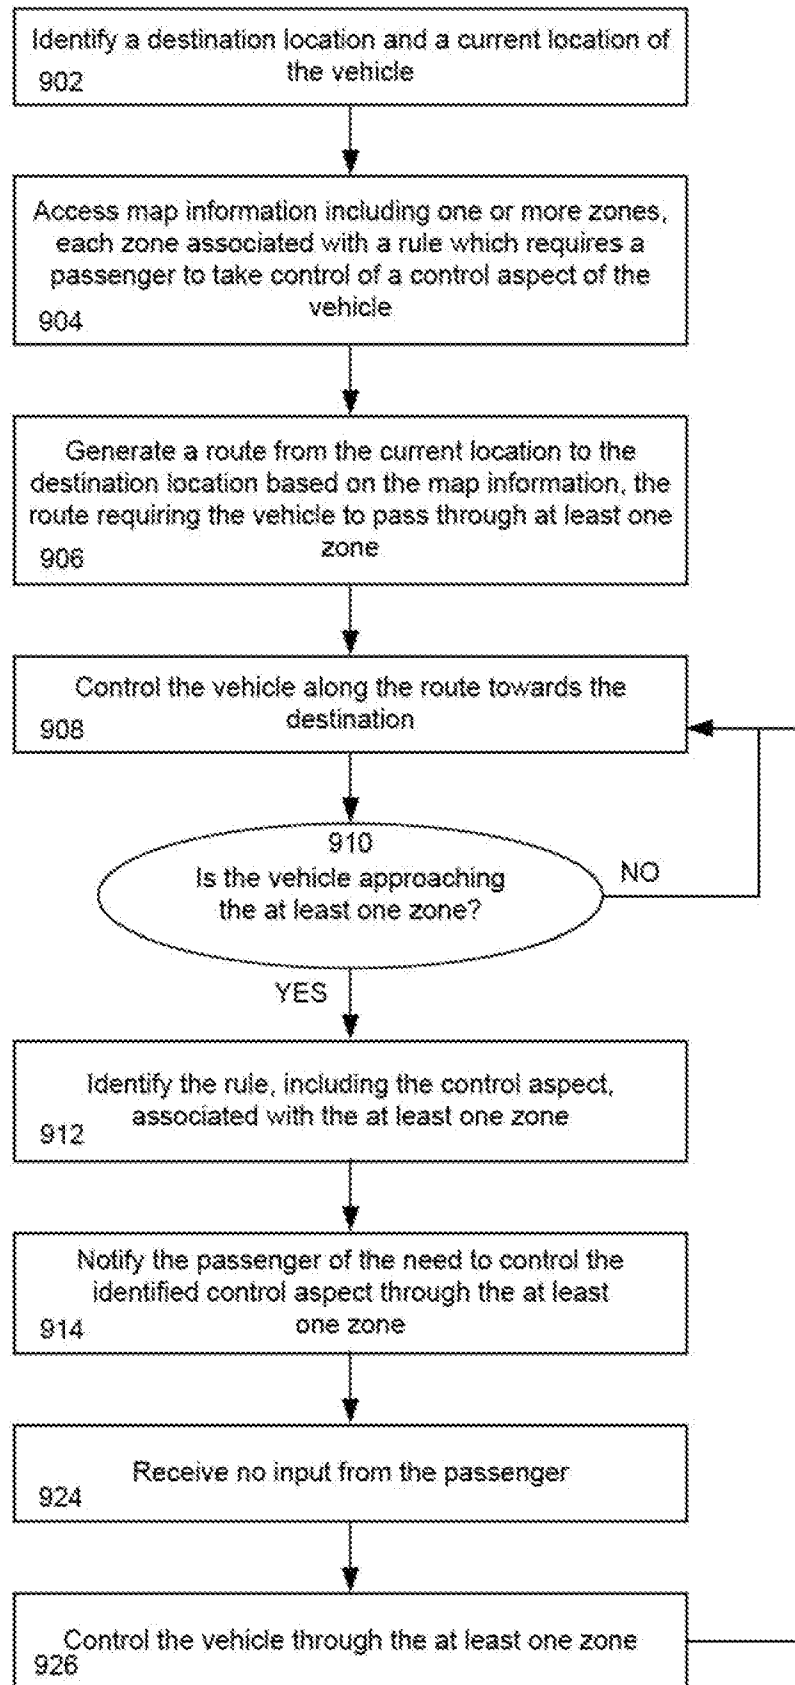 Identify a destination location and a current location of
the vehicle
902
Access map information including one or more zones,
each zone associated with a rule which requires a
passenger to take control of a control aspect of the
vehicle
904
Generate a route from the current location to the
destination location based on the map information, the
route requiring the vehicle to pass through at least one
zone
906
Control the vehicle along the route towards the
destination
908
910
Is the vehicle approaching
the at least one zone?
NO
YES
Identify the rule, including the control aspect,
associated with the at least one zone
912
Notify the passenger of the need to control the
identified control aspect through the at least
one zone
914
Receive no input from the passenger
924
Control the vehicle through the at least one zone
926